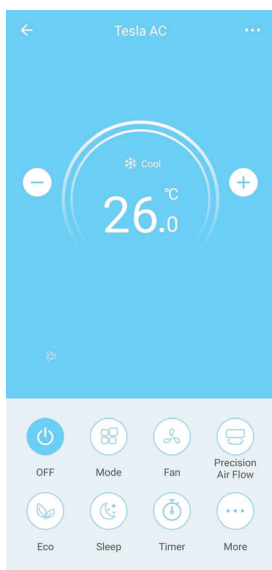 Tesla AC
Cool
26.0 °C
OFF
Mode
Fan
Precision
Air Flow
Eco
Sleep
Timer
More